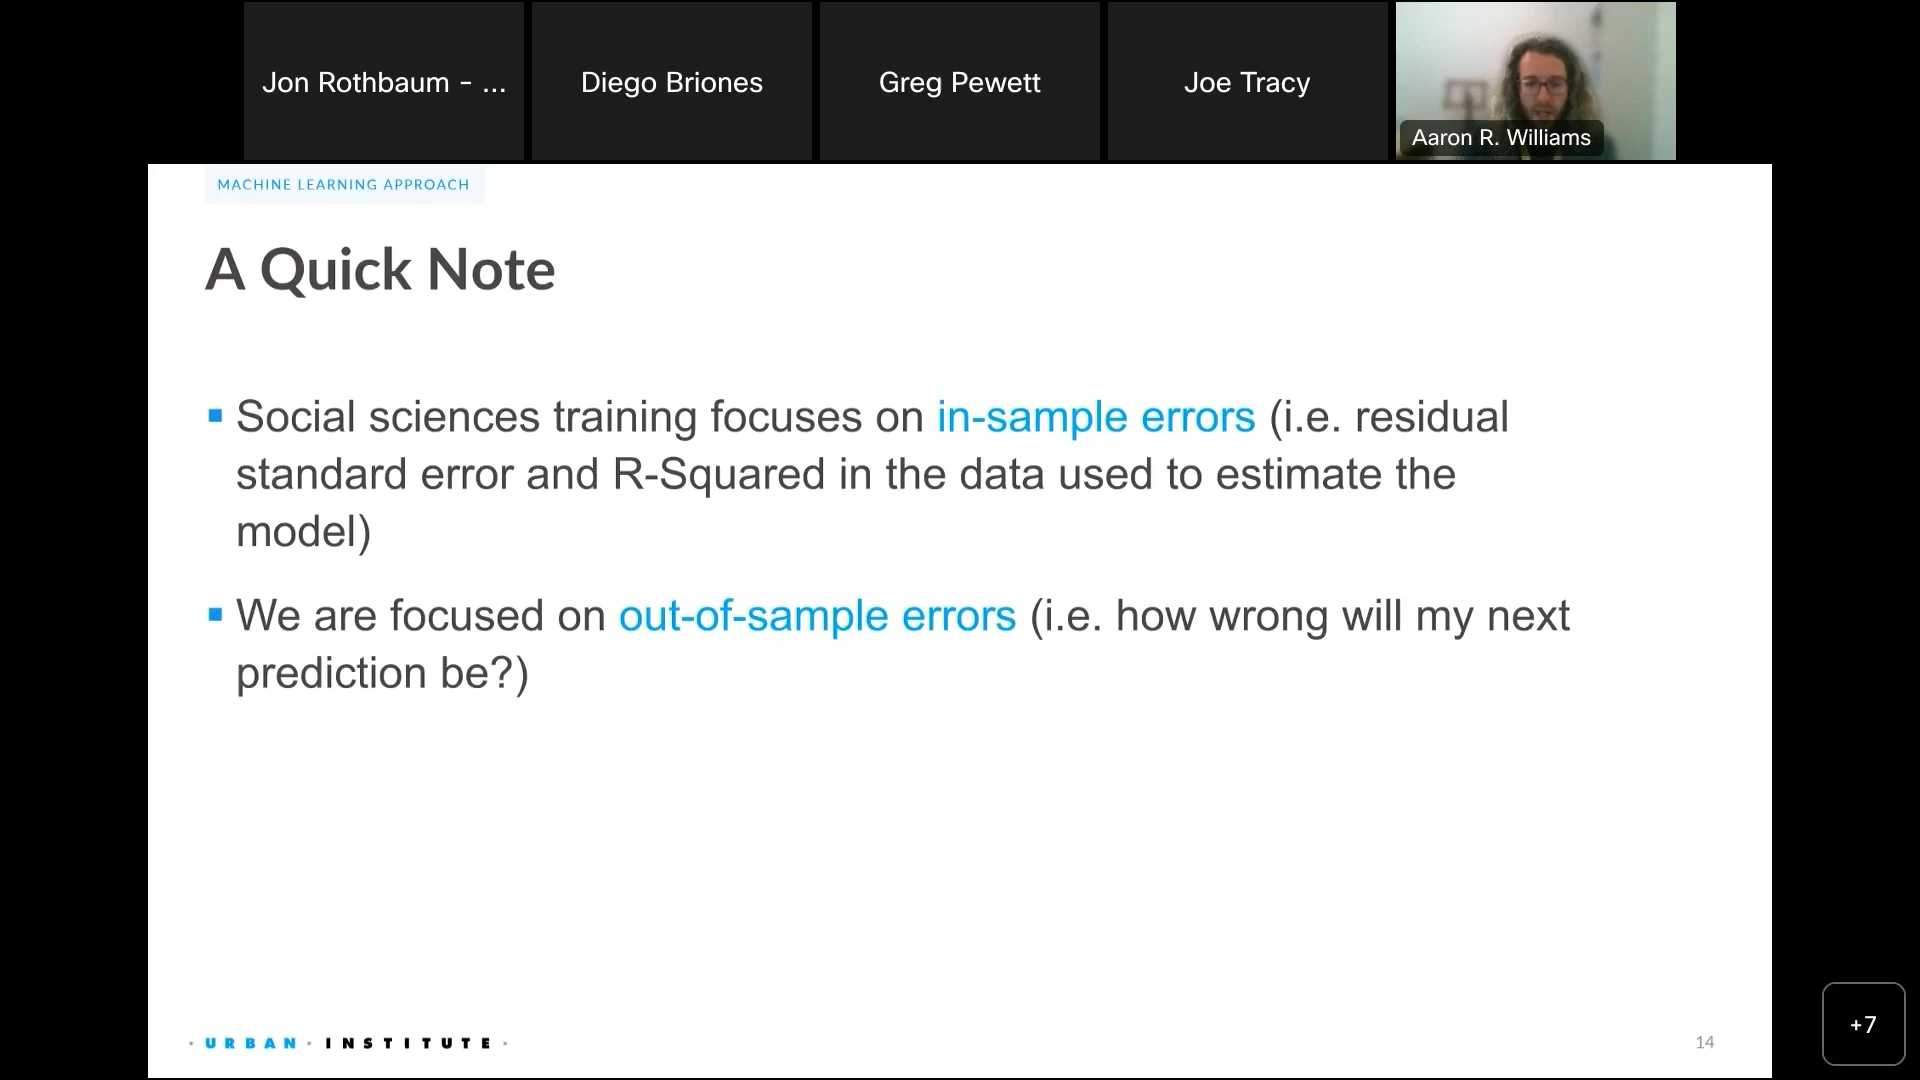 Jon Rothbaum - ...
Diego Briones
Greg Pewett
Joe Tracy
Aaron R. Williams
MACHINE LEARNING APPROACH
A Quick Note
▪ Social sciences training focuses on in-sample errors (i.e. residual
standard error and R-Squared in the data used to estimate the
model)
▪ We are focused on out-of-sample errors (i.e. how wrong will my next
prediction be?)
· URBAN · INSTITUTE ·
14
+7